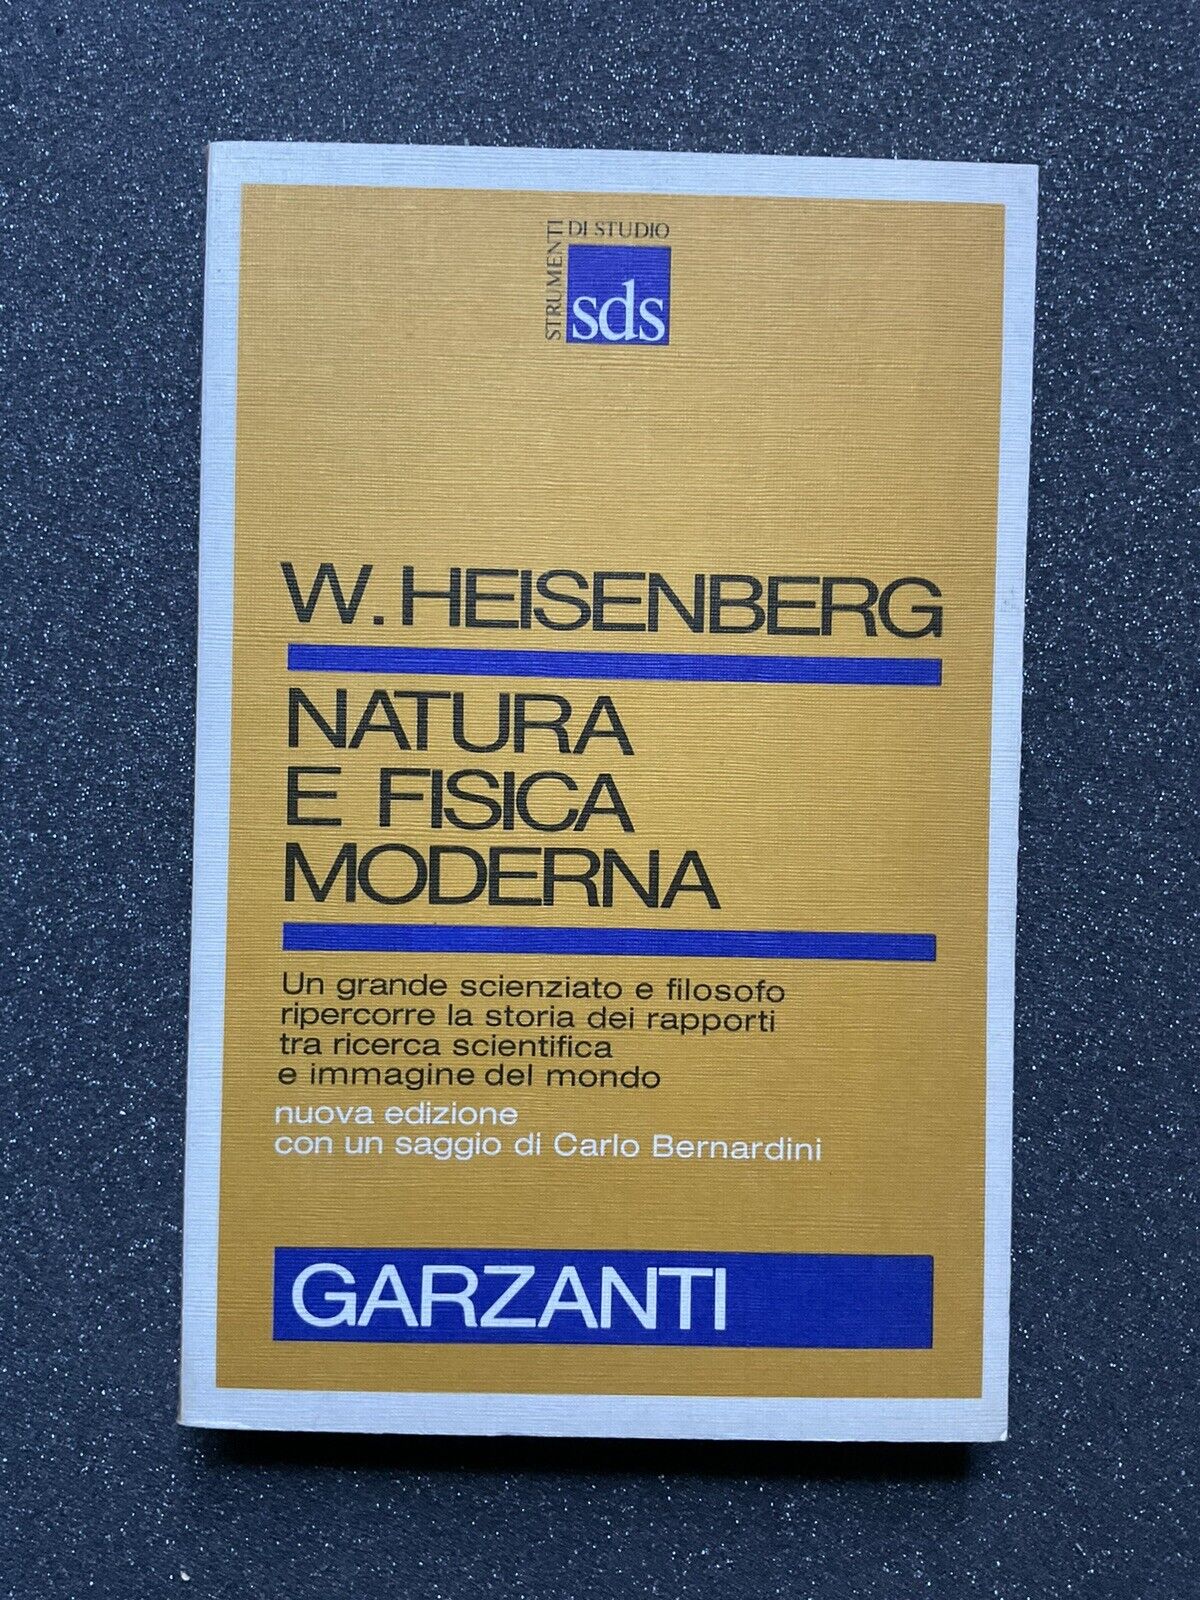 STRUMENTI
DI STUDIO
sds
W. HEISENBERG
NATURA
E FISICA
MODERNA
Un grande scienziato e filosofo
ripercorre la storia dei rapporti
tra ricerca scientifica
e immagine del mondo
nuova edizione
con un saggio di Carlo Bernardini
GARZANTI